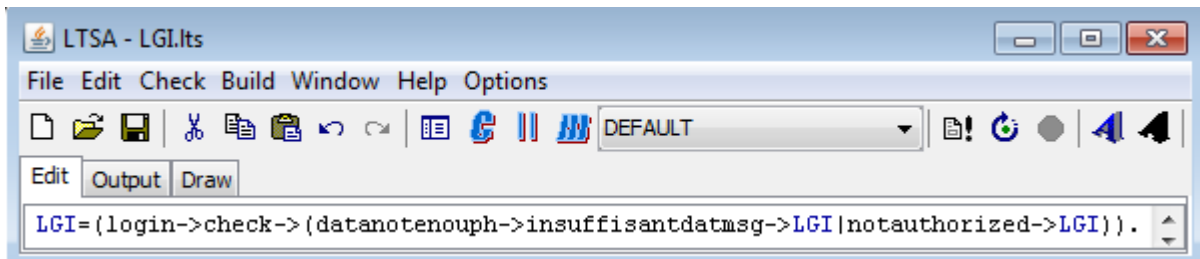 LTSA - LGI.lts
File Edit Check Build Window Help Options
DEFAULT
Edit Output Draw
LGI=(login->check->(datanotenouph->insuffisantdatmsg->LGI|notauthorized->LGI)).